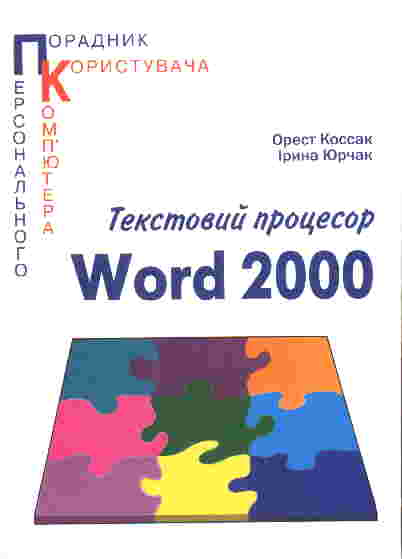 ПОРАДНИК
КОРИСТУВАЧА
ПЕРСОНАЛЬНОГО
КОМП'ЮТЕРА
Орест Коссак
Ірина Юрчак
Текстовий процесор
Word 2000